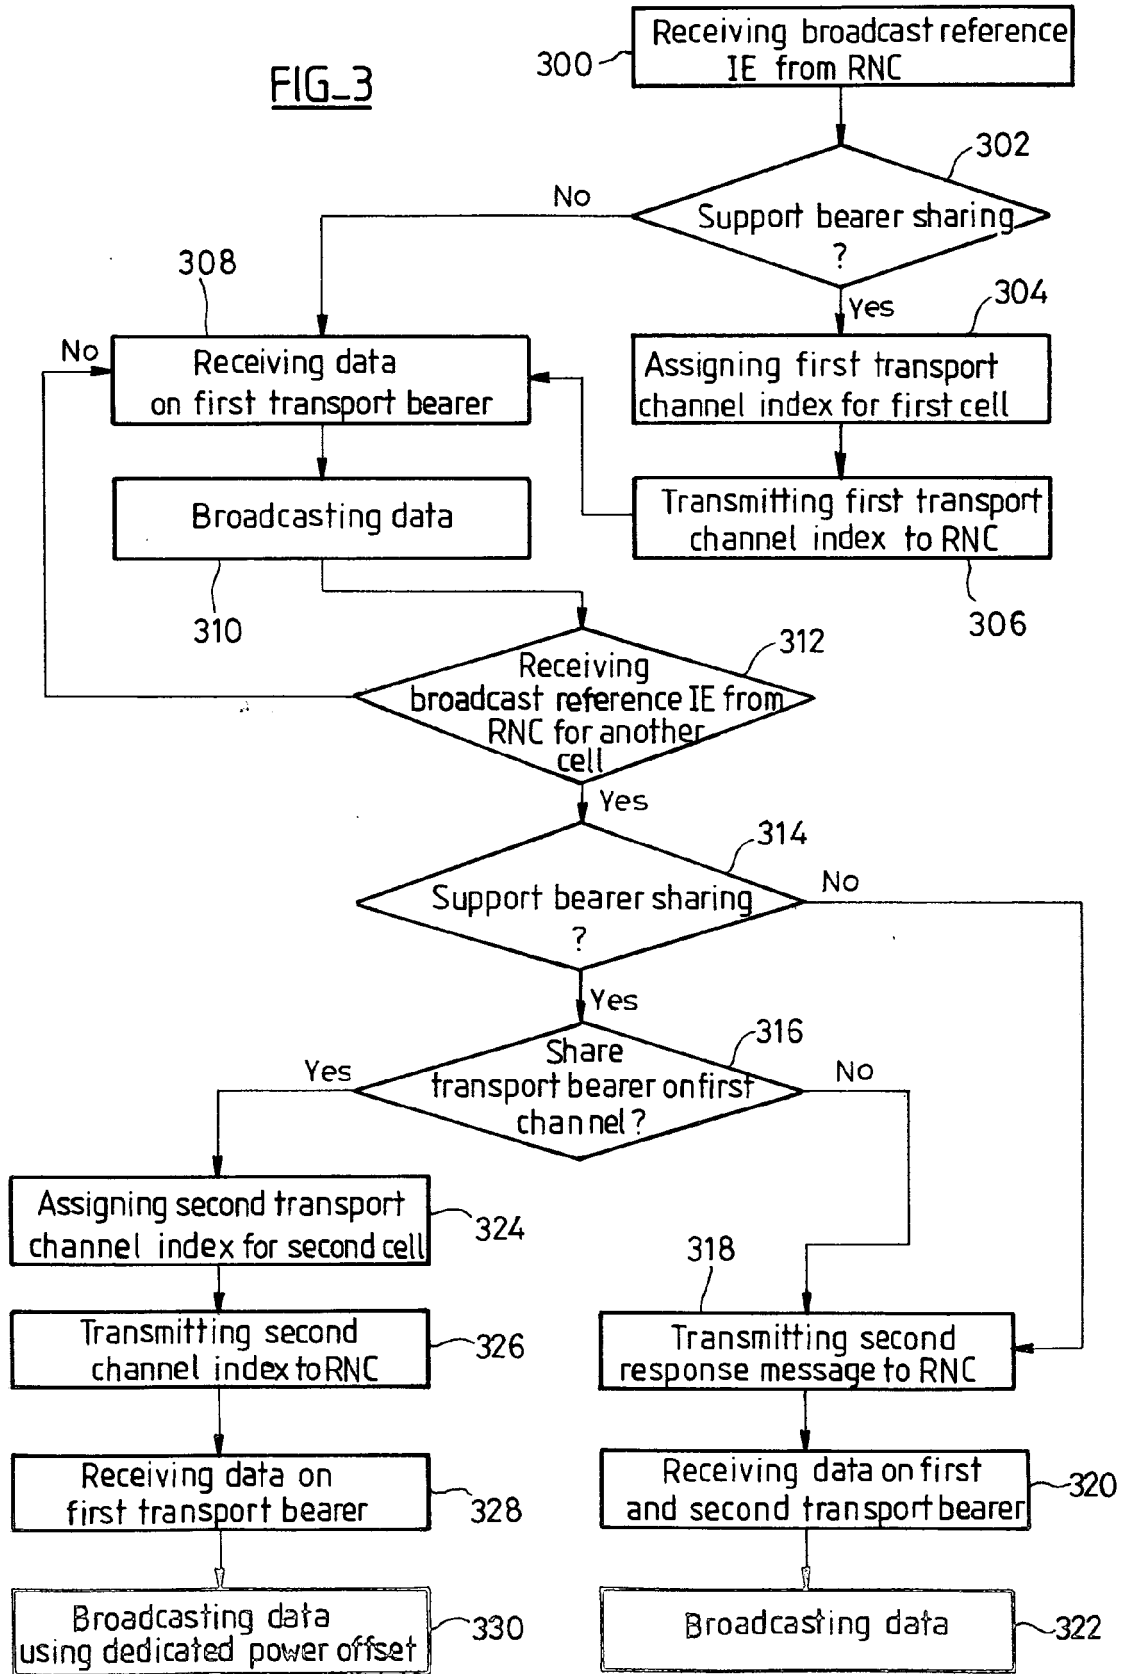 FIG_3
300
Receiving broadcast reference
IE from RNC
302
Support bearer sharing
?
No
Yes
304
Assigning first transport
channel index for first cell
306
Transmitting first transport
channel index to RNC
308
No
Receiving data
on first transport bearer
Broadcasting data
310
312
Receiving
broadcast reference IE from
RNC for another
cell
Yes
314
Support bearer sharing
?
No
Yes
316
Share
transport bearer on first
channel?
Yes
No
Assigning second transport
channel index for second cell
324
318
Transmitting second
channel index to RNC
326
Transmitting second
response message to RNC
Receiving data on
first transport bearer
328
Receiving data on first
and second transport bearer
320
Broadcasting data
using dedicated power offset
330
Broadcasting data
322